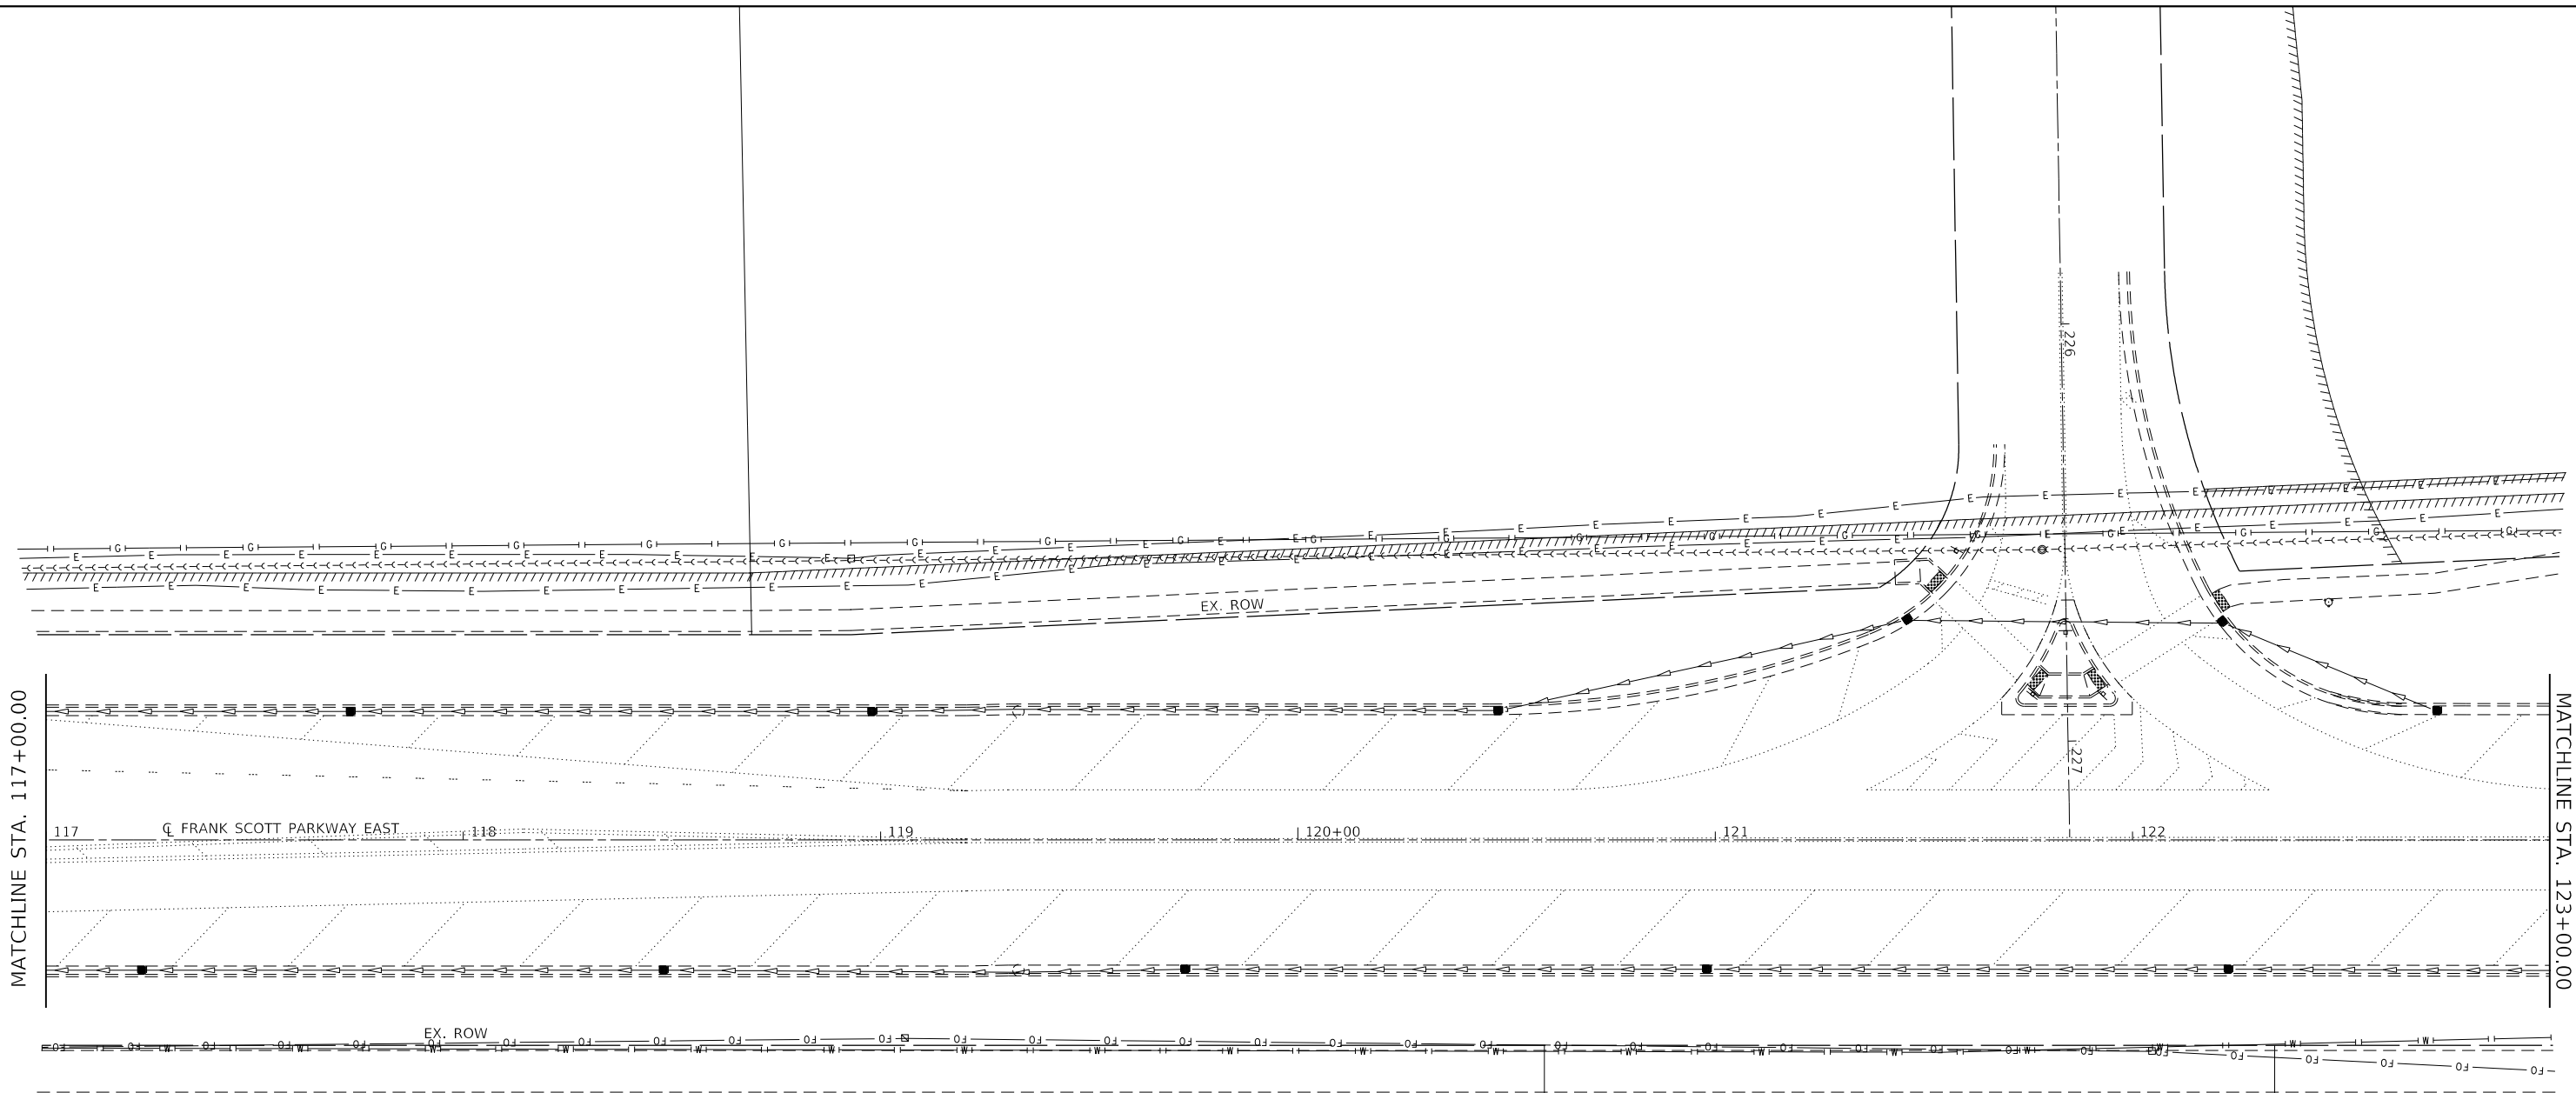 226
EX. ROW
MATCHLINE STA. 117+00.00
MATCHLINE STA. 123+00.00
227
117
℄ FRANK SCOTT PARKWAY EAST
118
119
120+00
121
122
EX. ROW